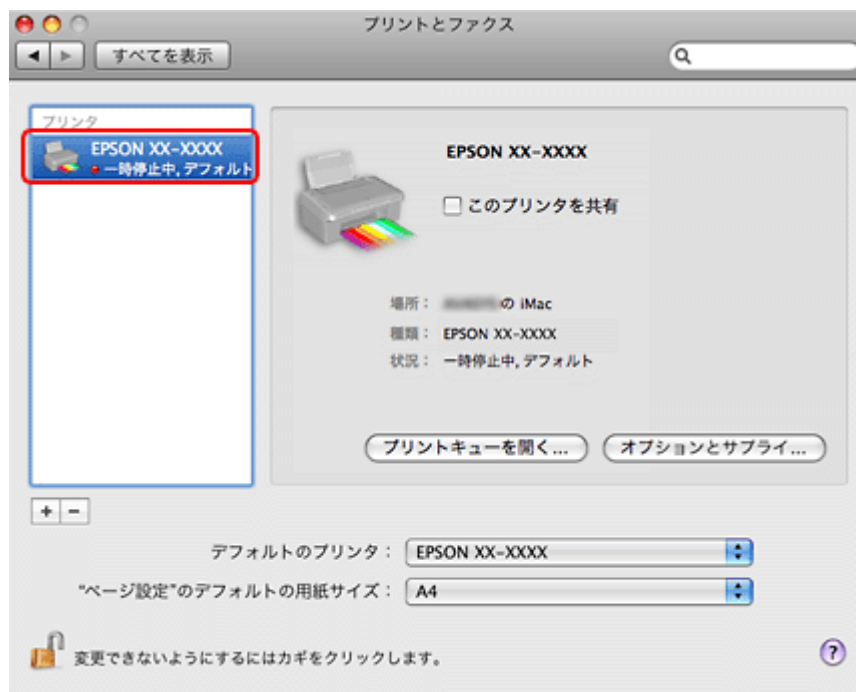 プリントとファクス
すべてを表示
プリンタ
EPSON XX-XXXX
一時停止中, デフォルト
EPSON XX-XXXX
このプリンタを共有
場所： の iMac
種類： EPSON XX-XXXX
状況： 一時停止中, デフォルト
プリントキューを開く...
オプションとサプライ...
+ −
デフォルトのプリンタ： EPSON XX-XXXX
“ページ設定”のデフォルトの用紙サイズ： A4
変更できないようにするにはカギをクリックします。
?